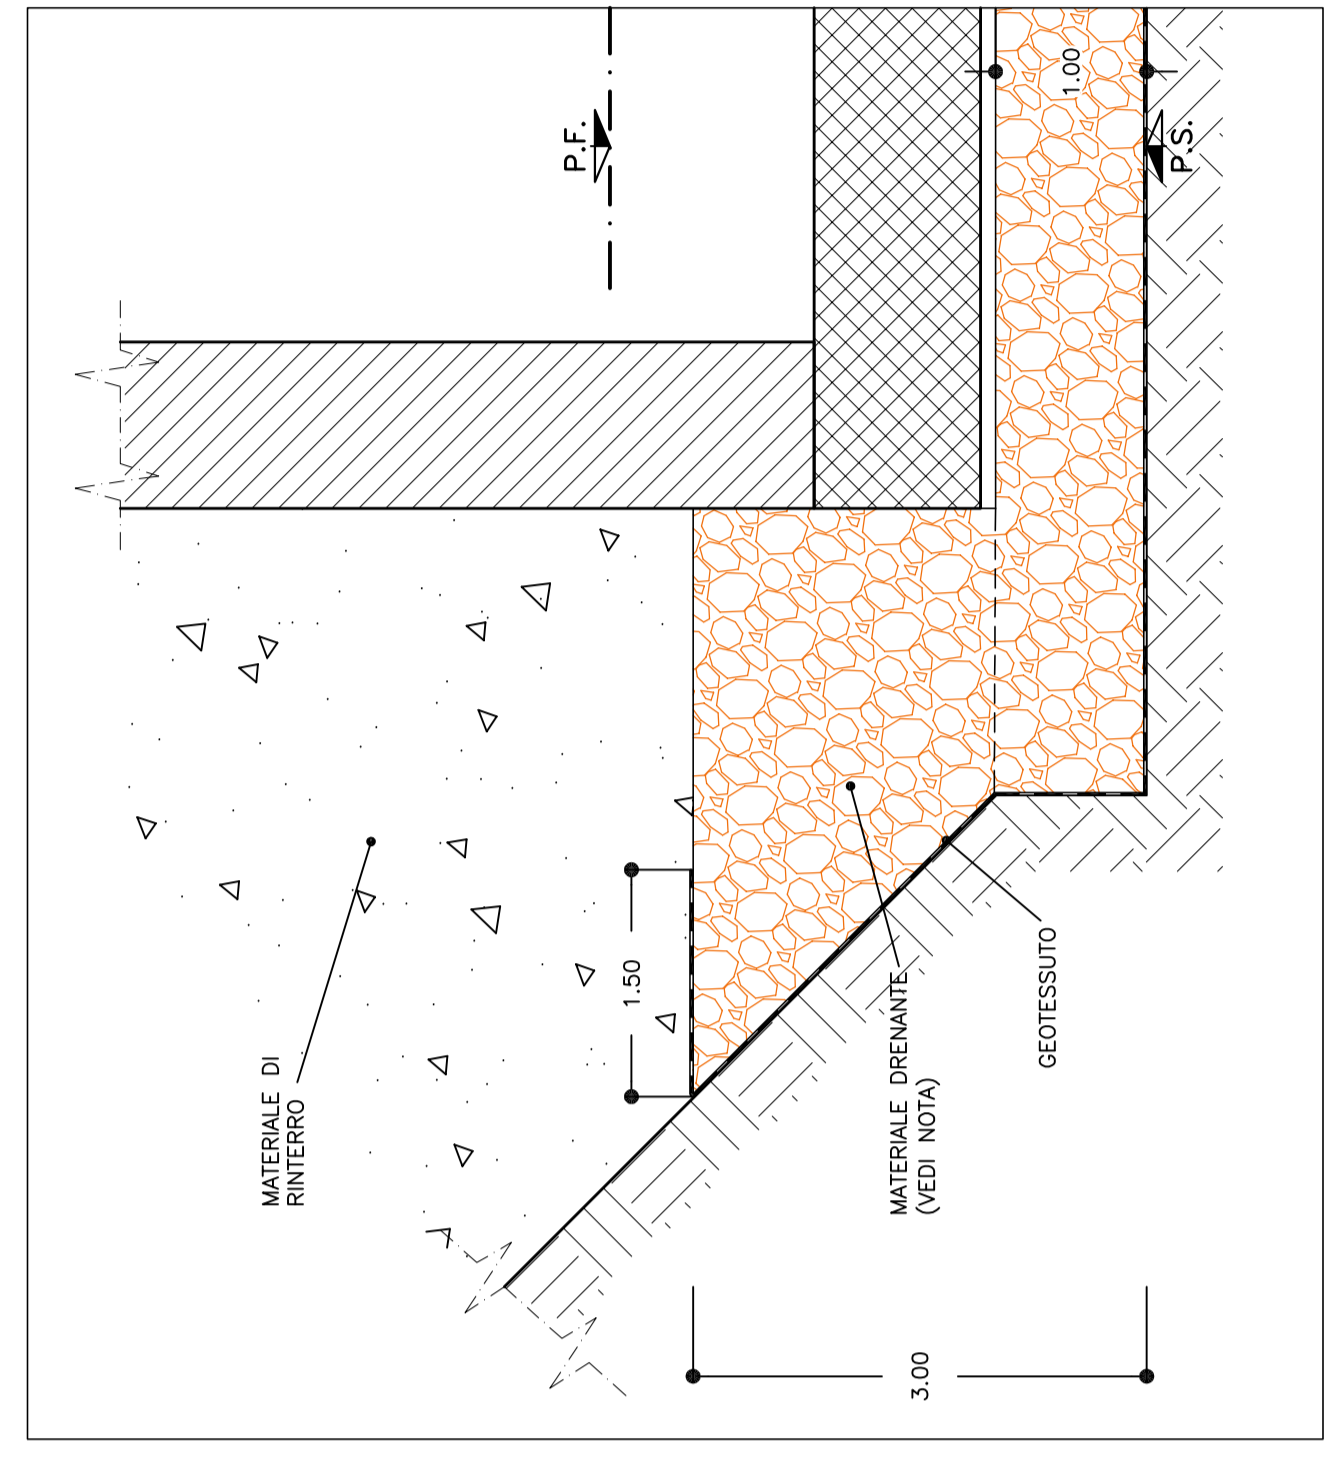 P.F.
1.00
P.S.
1.50
MATERIALE DI
RINTERRO
MATERIALE DRENANTE
(VEDI NOTA)
GEOTESSUTO
3.00